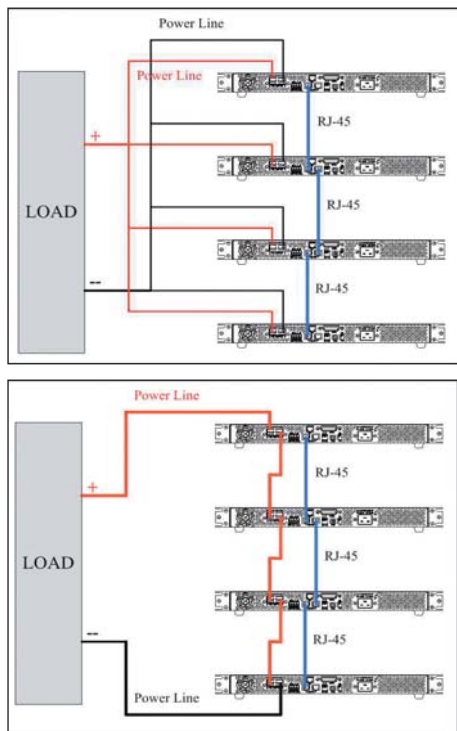 Power Line
Power Line
RJ-45
+
RJ-45
LOAD
RJ-45
--
Power Line
RJ-45
+
RJ-45
LOAD
RJ-45
--
Power Line